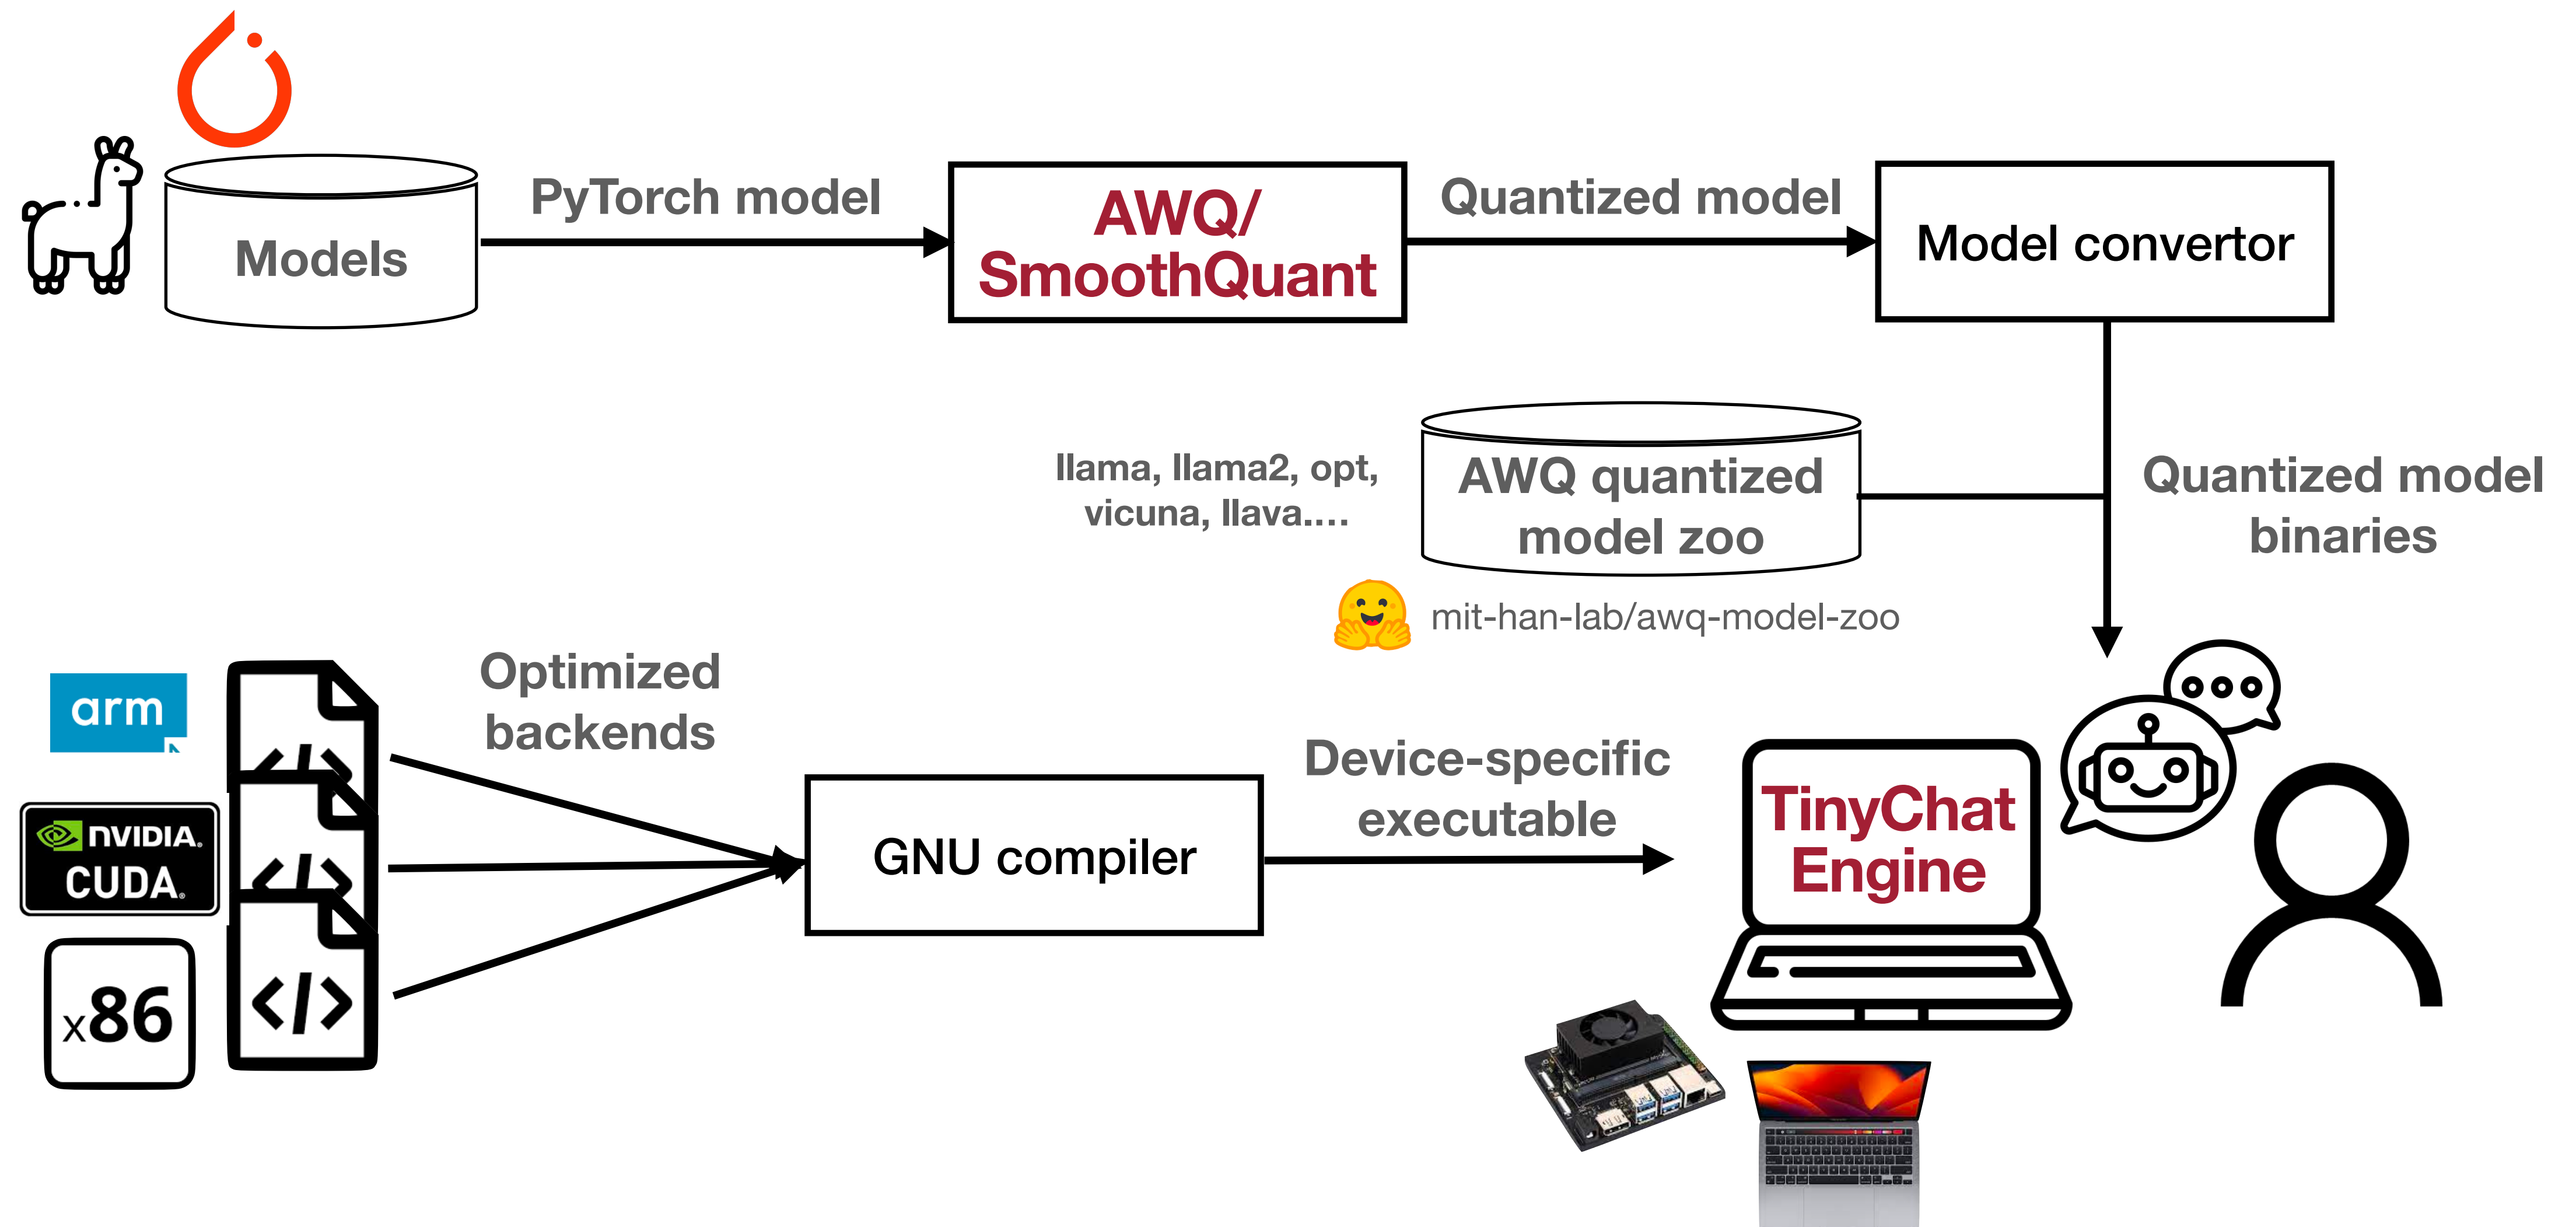 PyTorch model
Models
AWQ/
SmoothQuant
Quantized model
Model convertor
llama, llama2, opt,
vicuna, llava....
AWQ quantized
model zoo
Quantized model
binaries
mit-han-lab/awq-model-zoo
arm
NVIDIA.
CUDA.
x86
</>
</>
</>
Optimized
backends
GNU compiler
Device-specific
executable
TinyChat
Engine